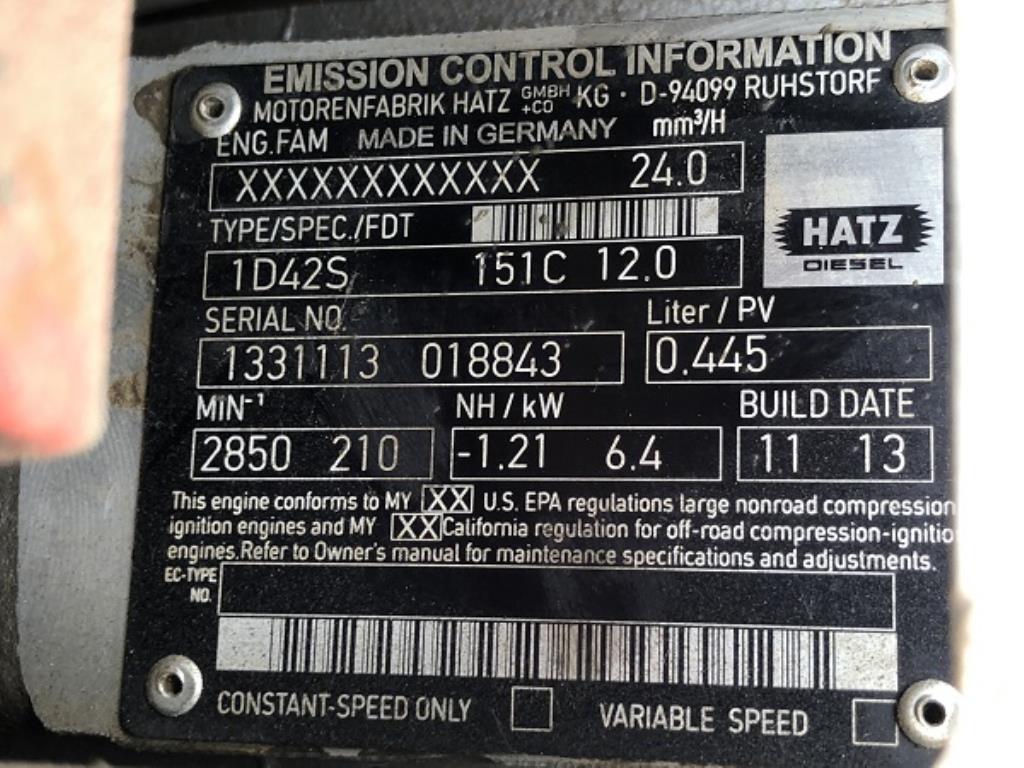 EMISSION CONTROL INFORMATION
MOTORENFABRIK HATZ GMBH +CO KG · D-94099 RUHSTORF
ENG.FAM MADE IN GERMANY mm³/H
XXXXXXXXXXXX 24.0
TYPE/SPEC./FDT
1D42S 151C 12.0
HATZ
DIESEL
SERIAL NO. Liter / PV
1331113 018843 0.445
MIN⁻¹ NH / kW BUILD DATE
2850 210 -1.21 6.4 11 13
This engine conforms to MY XX U.S. EPA regulations large nonroad compression
ignition engines and MY XX California regulation for off-road compression-ignitio
engines.Refer to Owner's manual for maintenance specifications and adjustments.
EC-TYPE
NO.
CONSTANT-SPEED ONLY VARIABLE SPEED